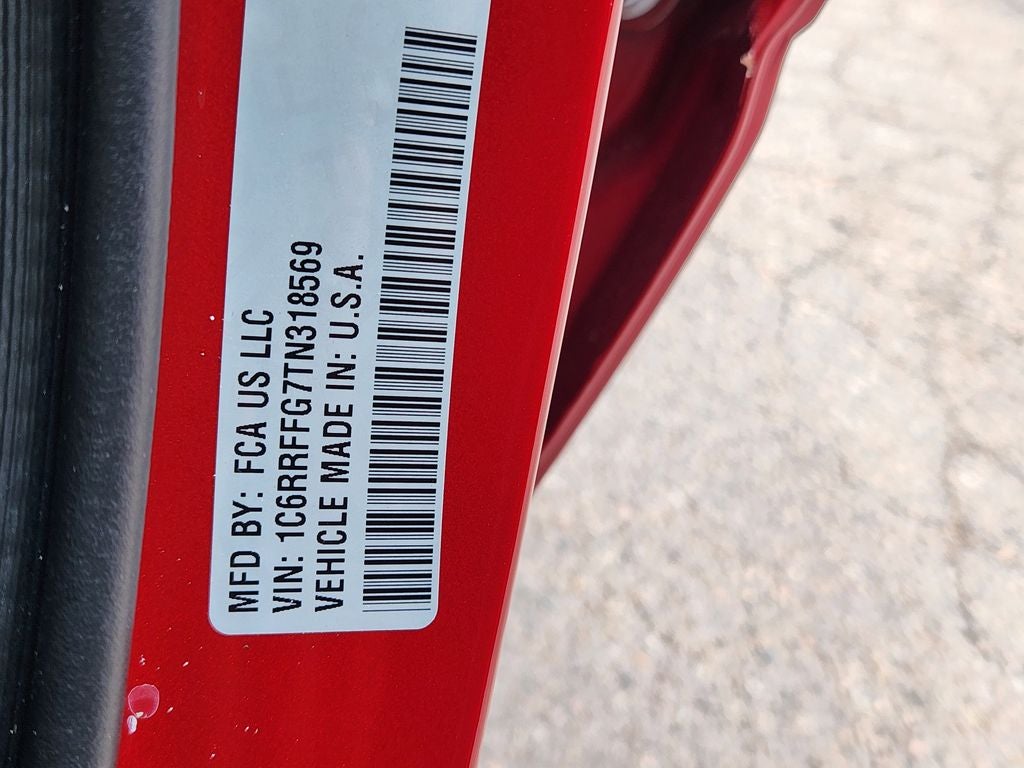 MFD BY: FCA US LLC
VIN: 1C6RRFFG7TN318569
VEHICLE MADE IN: U.S.A.